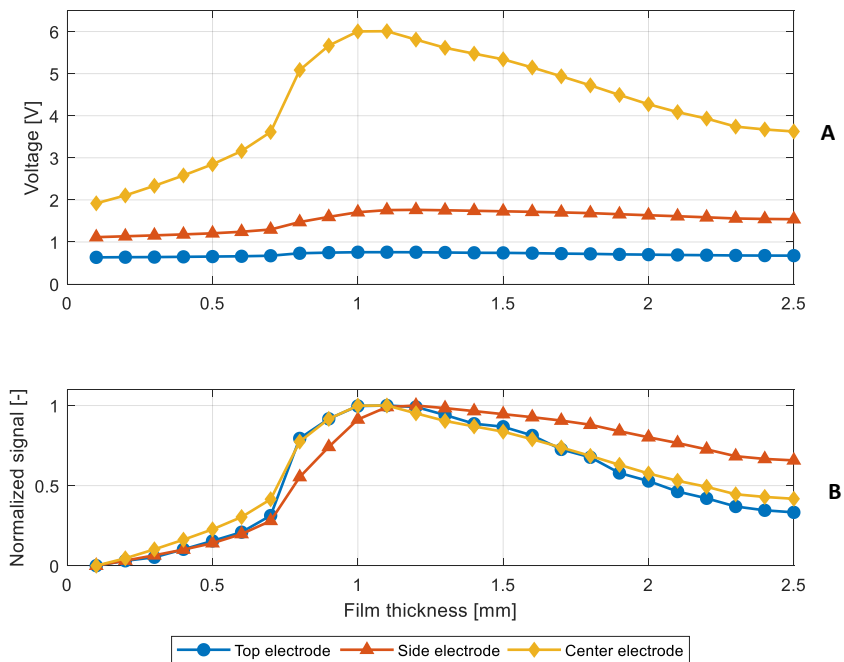 6
5
4
3
2
1
0
Voltage [V]
A
0 0.5 1 1.5 2 2.5
1
0.5
0
Normalized signal [-]
B
0 0.5 1 1.5 2 2.5
Film thickness [mm]
Top electrode Side electrode Center electrode